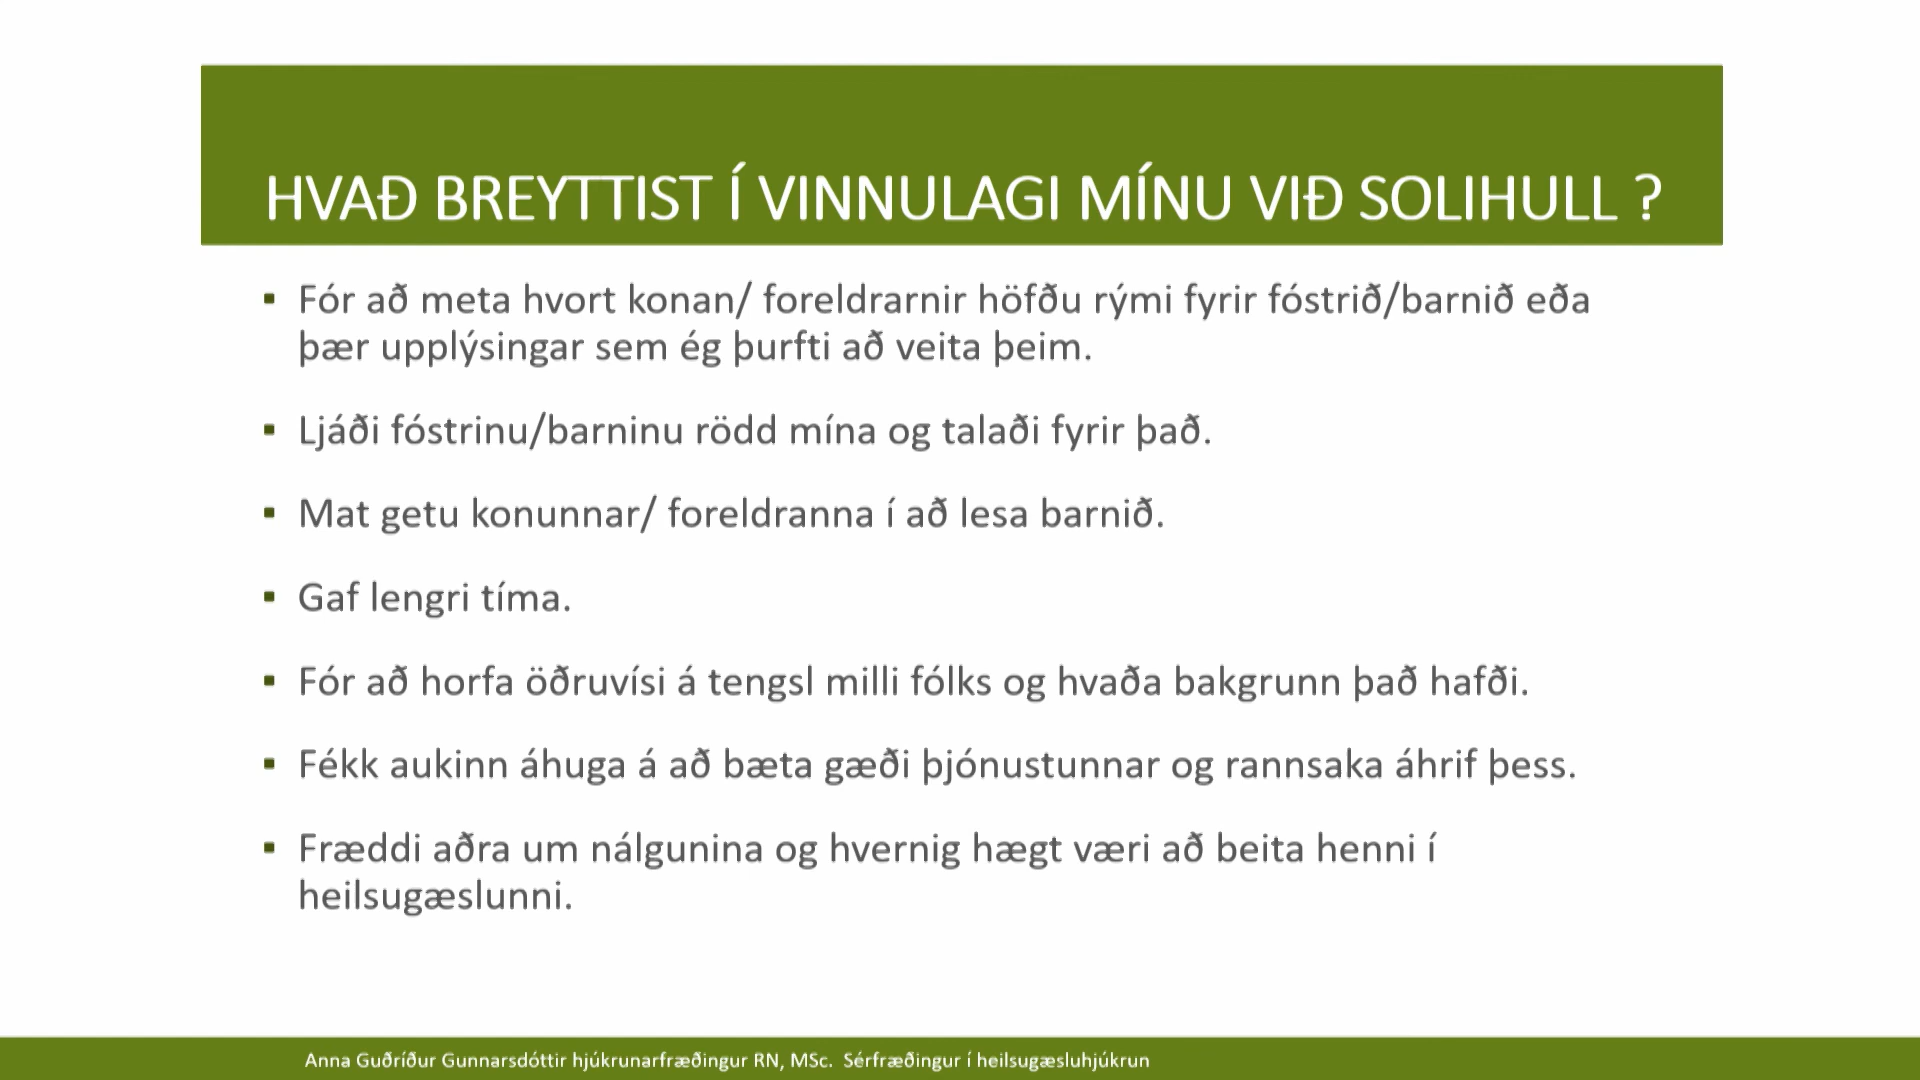 HVAÐ BREYTTIST Í VINNULAGI MÍNU VIÐ SOLIHULL ?
▪ Fór að meta hvort konan/ foreldrarnir höfðu rými fyrir fóstrið/barnið eða
þær upplýsingar sem ég þurfti að veita þeim.
▪ Ljáði fóstrinu/barninu rödd mína og talaði fyrir það.
▪ Mat getu konunnar/ foreldranna í að lesa barnið.
▪ Gaf lengri tíma.
▪ Fór að horfa öðruvísi á tengsl milli fólks og hvaða bakgrunn það hafði.
▪ Fékk aukinn áhuga á að bæta gæði þjónustunnar og rannsaka áhrif þess.
▪ Fræddi aðra um nálgunina og hvernig hægt væri að beita henni í
heilsugæslunni.
Anna Guðríður Gunnarsdóttir hjúkrunarfræðingur RN, MSc.  Sérfræðingur í heilsugæsluhjúkrun